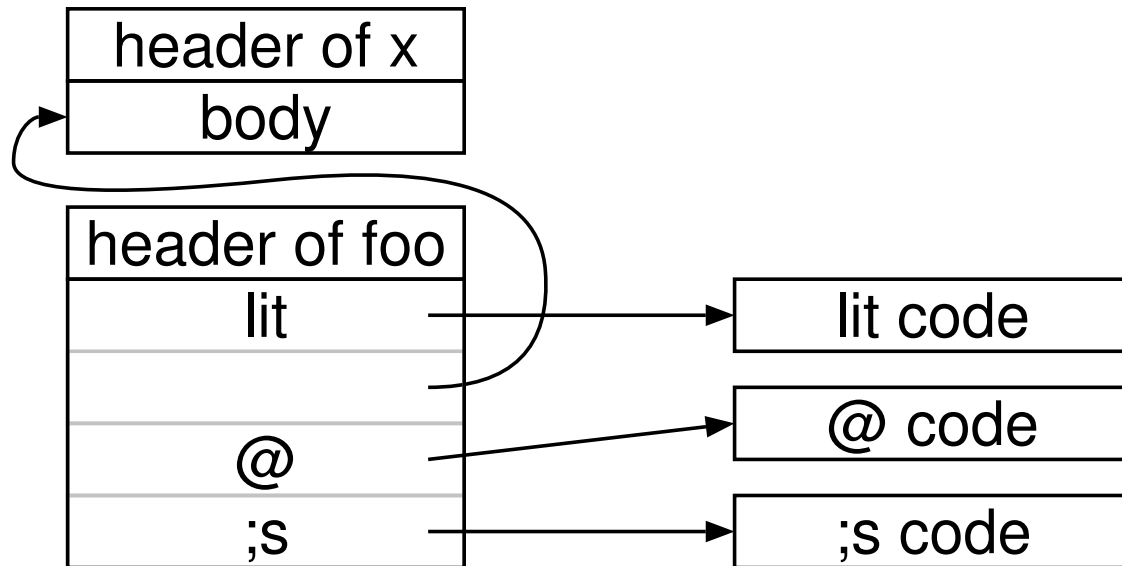 header of x
body
header of foo
lit
lit code
@
@ code
;s
;s code